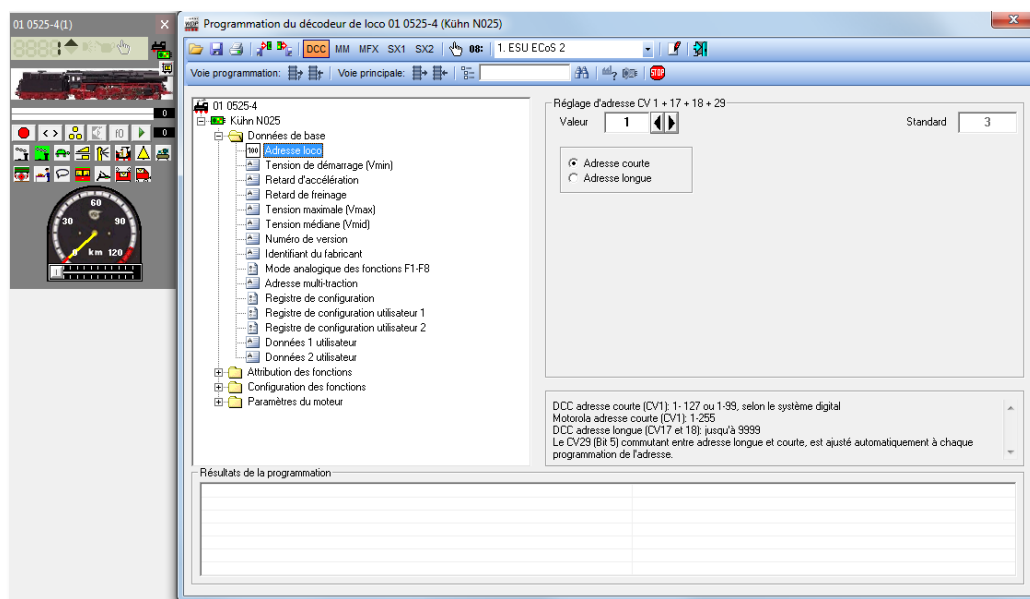 01 0525-4(1)
X
0
f0
0
60
30
90
0
km 120
Programmation du décodeur de loco 01 0525-4 (Kühn N025)
X
DCC MM MFX SX1 SX2 08: 1. ESU ECoS 2
Voie programmation: Voie principale: STOP
01 0525-4
Kühn N025
Données de base
100 Adresse loco
Tension de démarrage (Vmin)
Retard d'accélération
Retard de freinage
Tension maximale (Vmax)
Tension médiane (Vmid)
Numéro de version
Identifiant du fabricant
Mode analogique des fonctions F1-F8
Adresse multi-traction
Registre de configuration
Registre de configuration utilisateur 1
Registre de configuration utilisateur 2
Données 1 utilisateur
Données 2 utilisateur
Attribution des fonctions
Configuration des fonctions
Paramètres du moteur
Réglage d'adresse CV 1 + 17 + 18 + 29
Valeur 1 Standard 3
Adresse courte
Adresse longue
DCC adresse courte (CV1): 1- 127 ou 1-99, selon le système digital
Motorola adresse courte (CV1): 1-255
DCC adresse longue (CV17 et 18): jusqu'à 9999
Le CV29 (Bit 5) commutant entre adresse longue et courte, est ajusté automatiquement à chaque
programmation de l'adresse.
Résultats de la programmation